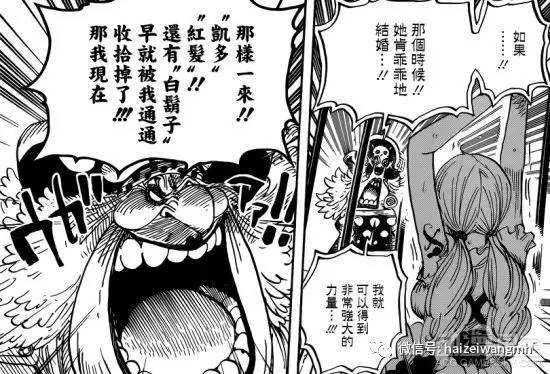 如果
……
那個時候!!
她肯乖乖地
結婚…!!
我就
可以得到
非常強大的
力量…!!!
那樣一來!!
“凱多”
“紅髮”!!
還有“白鬍子”
早就被我通通
收拾掉了!!!
那我現在
微信号: haizeiwangmh